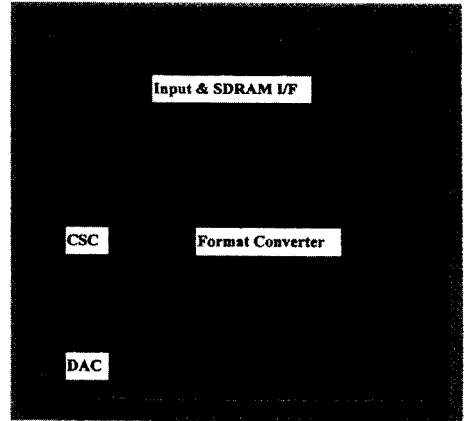 Input & SDRAM I/F
CSC
Format Converter
DAC